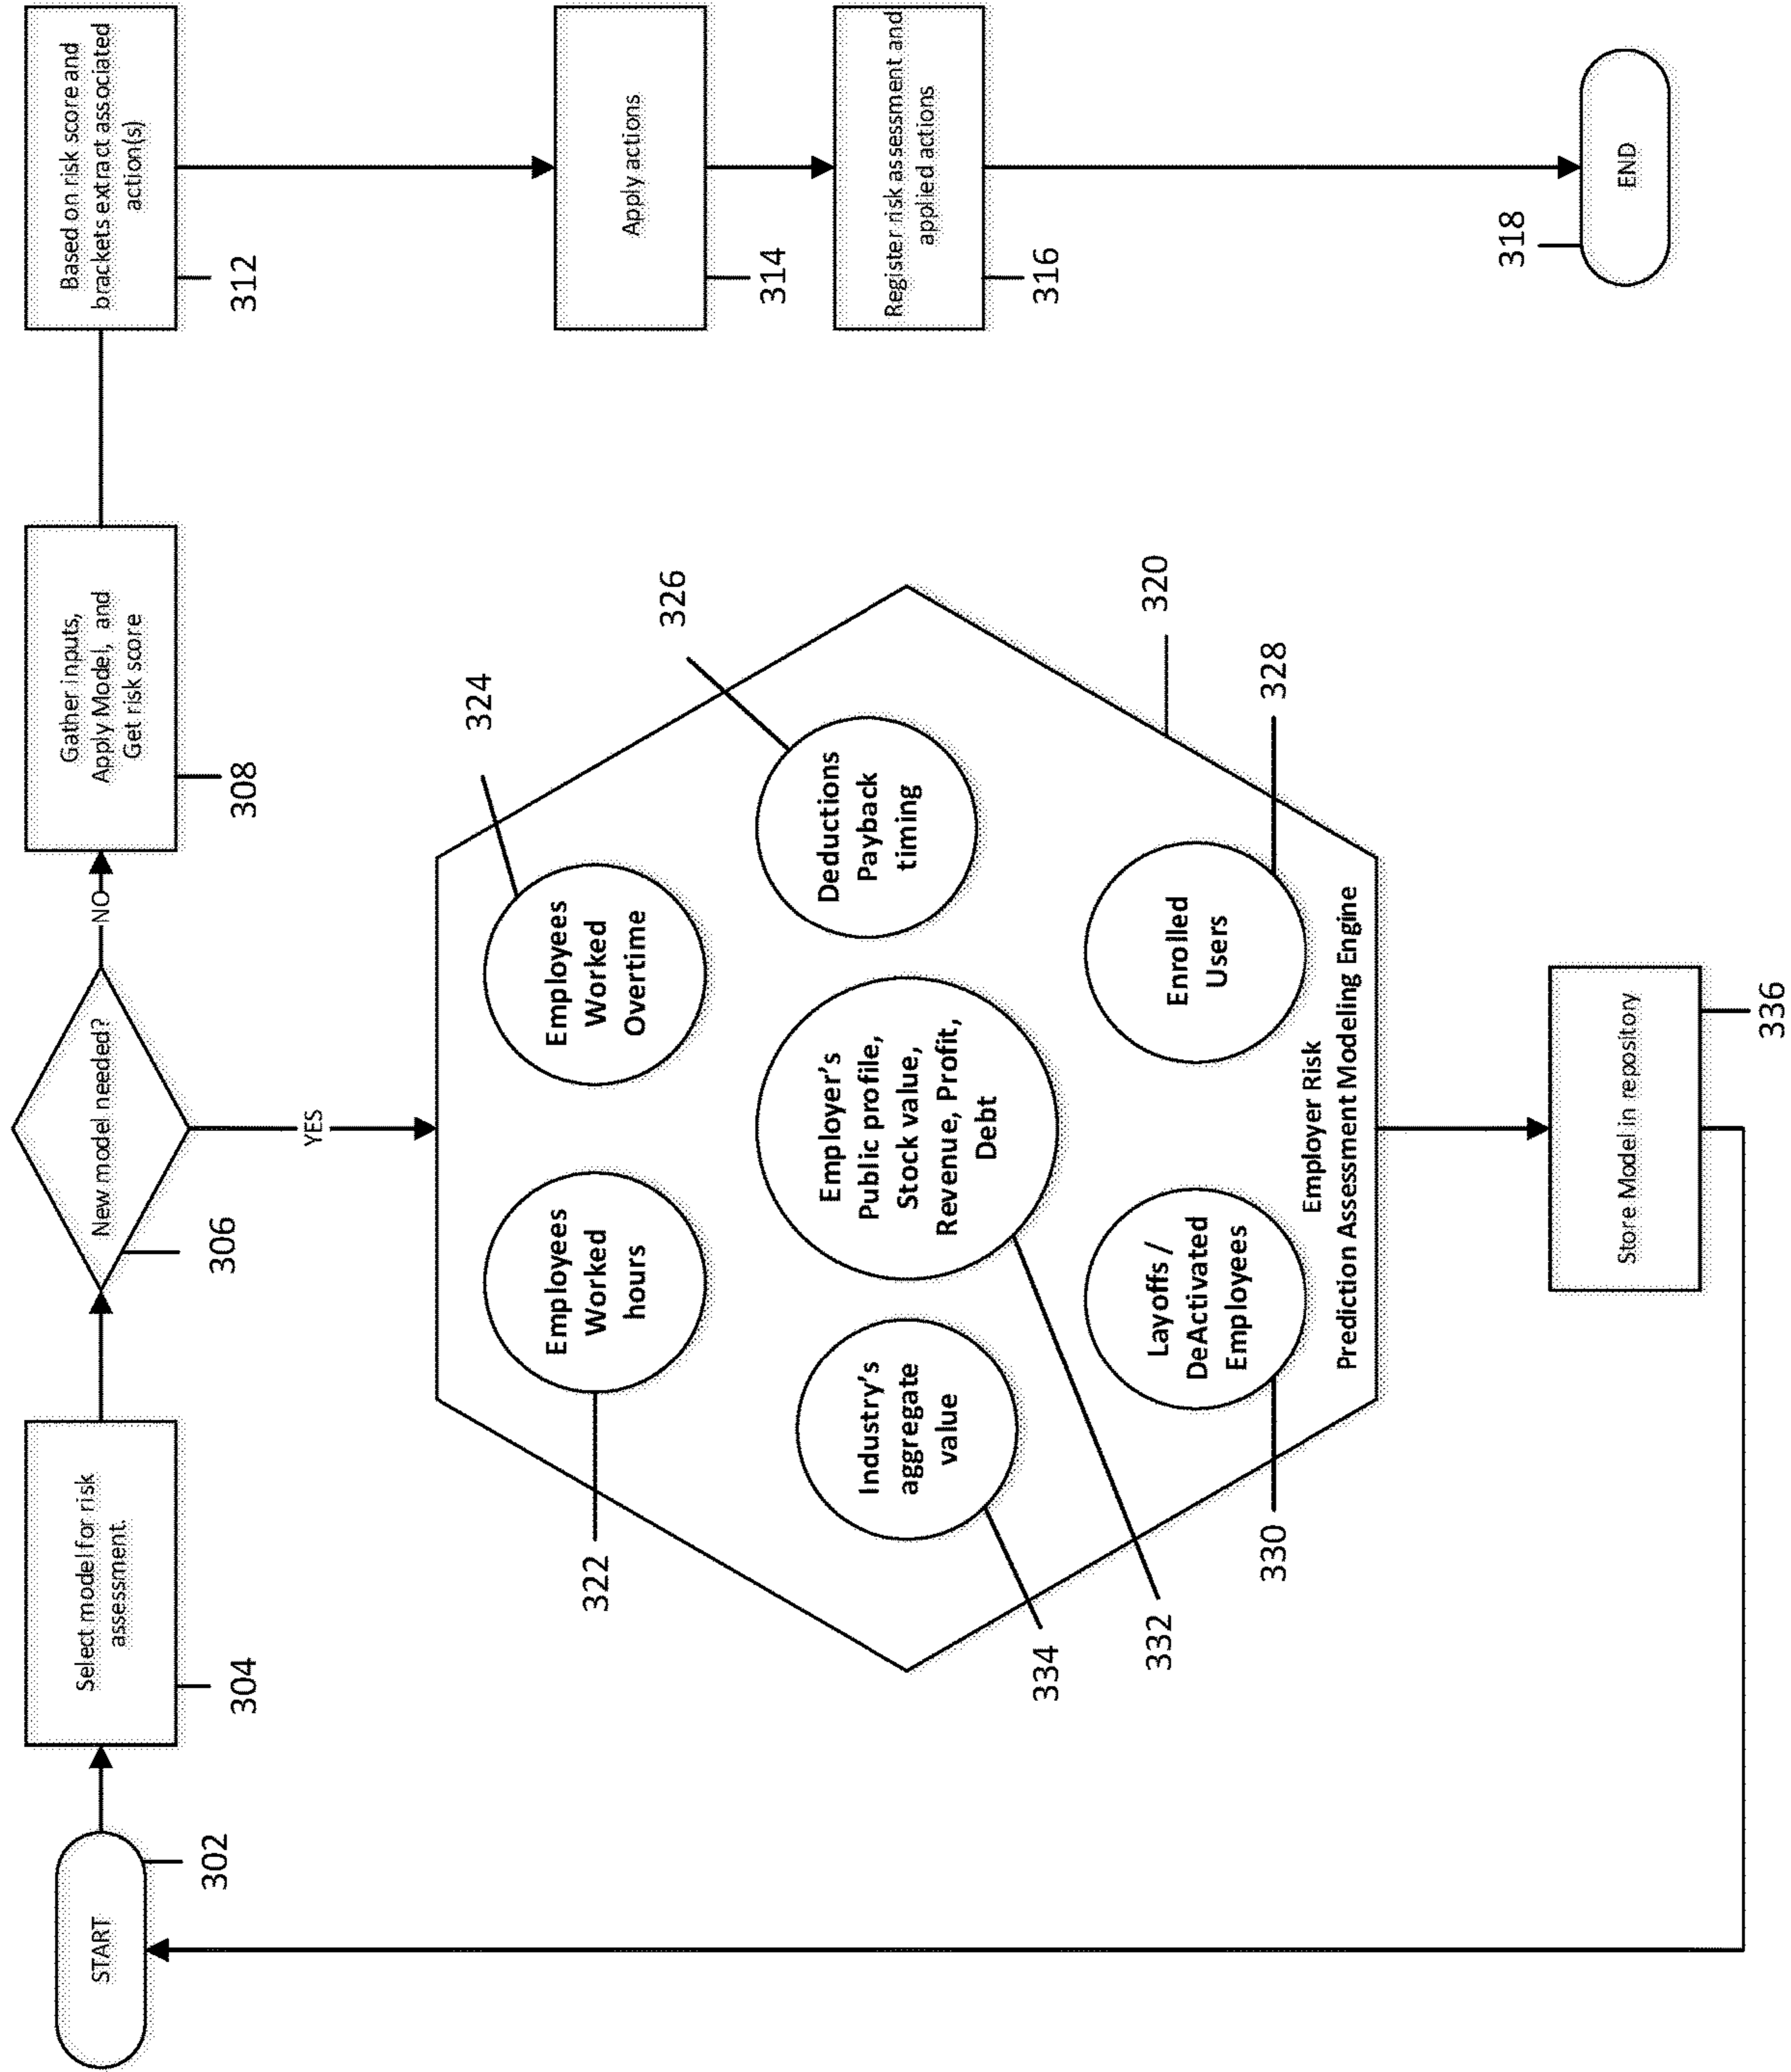 START
302
Select model for risk
assessment.
304
New model needed?
306
NO
YES
Gather inputs,
Apply Model, and
Get risk score
308
Based on risk score and
brackets extract associated
action(s)
312
Apply actions
314
Register risk assessment and
applied actions
316
END
318
Employees
Worked
hours
322
Employees
Worked
Overtime
324
Deductions
Payback
timing
326
Industry's
aggregate
value
334
Employer's
Public profile,
Stock value,
Revenue, Profit,
Debt
332
Layoffs /
DeActivated
Employees
330
Enrolled
Users
328
Employer Risk
Prediction Assessment Modeling Engine
320
Store Model in repository
336